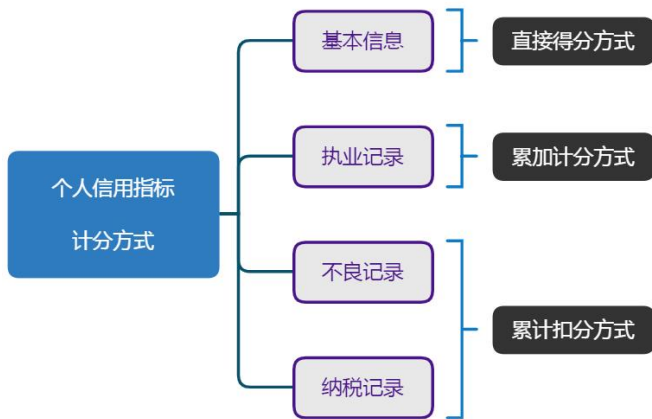 个人信用指标
计分方式
基本信息
直接得分方式
执业记录
累加计分方式
不良记录
纳税记录
累计扣分方式